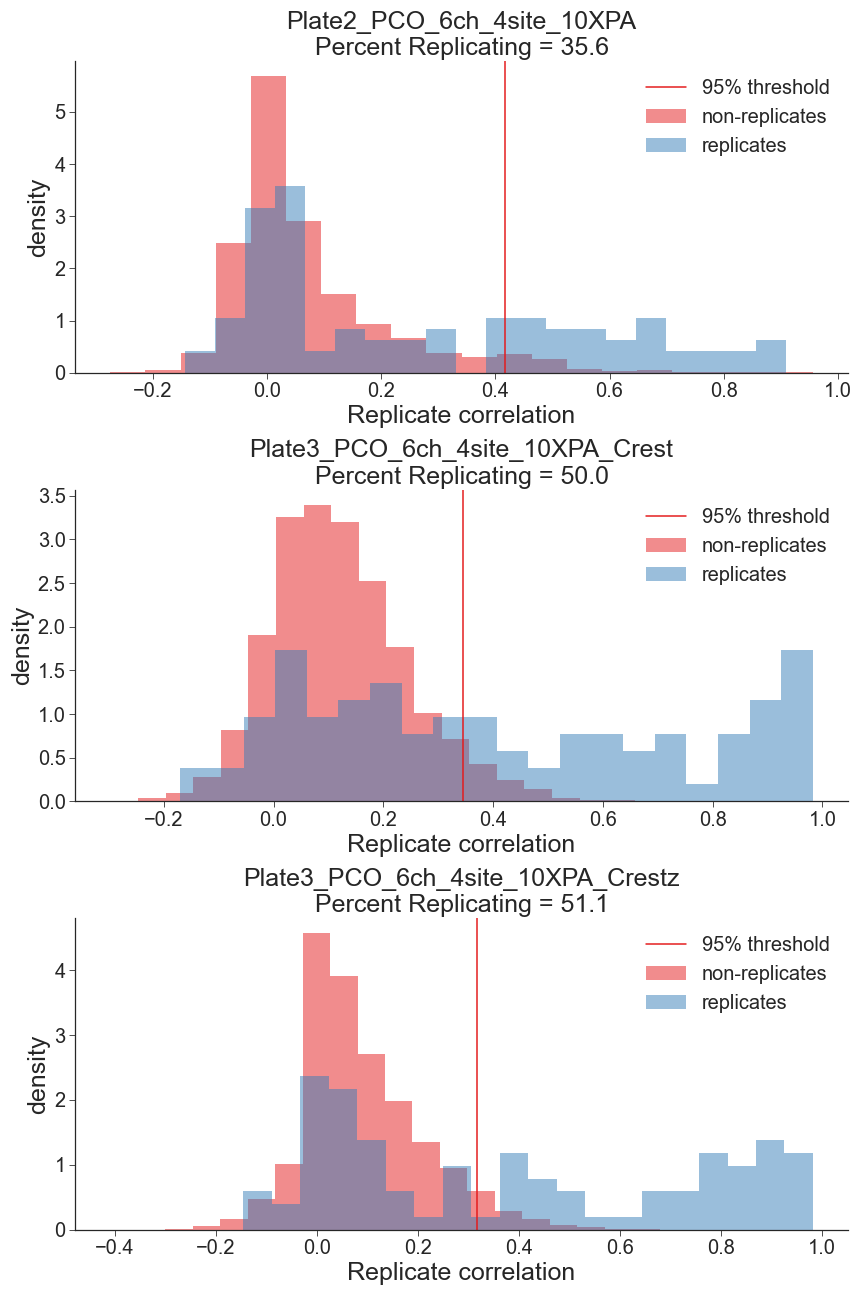 Plate2_PCO_6ch_4site_10XPA
Percent Replicating = 35.6
95% threshold
non-replicates
replicates
density
5
4
3
2
1
0
−0.2 0.0 0.2 0.4 0.6 0.8 1.0
Replicate correlation
Plate3_PCO_6ch_4site_10XPA_Crest
Percent Replicating = 50.0
95% threshold
non-replicates
replicates
density
3.5
3.0
2.5
2.0
1.5
1.0
0.5
0.0
−0.2 0.0 0.2 0.4 0.6 0.8 1.0
Replicate correlation
Plate3_PCO_6ch_4site_10XPA_Crestz
Percent Replicating = 51.1
95% threshold
non-replicates
replicates
density
4
3
2
1
0
−0.4 −0.2 0.0 0.2 0.4 0.6 0.8 1.0
Replicate correlation